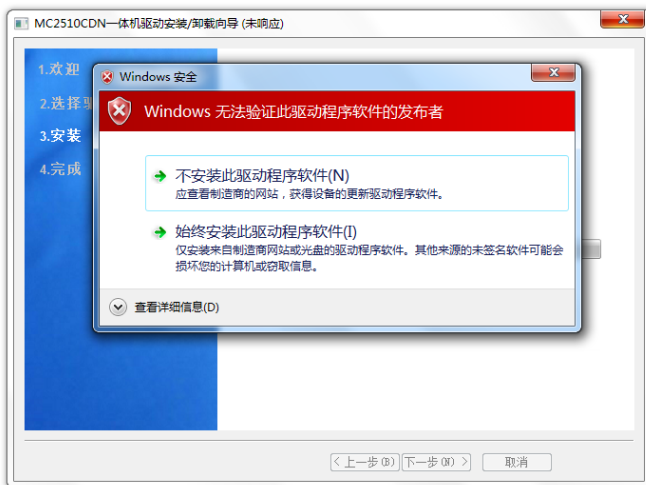 MC2510CDN一体机驱动安装/卸载向导 (未响应)
1.欢迎
2.选择
3.安装
4.完成
Windows 安全
Windows 无法验证此驱动程序软件的发布者
不安装此驱动程序软件(N)
应查看制造商的网站，获得设备的更新驱动程序软件。
始终安装此驱动程序软件(I)
仅安装来自制造商网站或光盘的驱动程序软件。其他来源的未签名软件可能会
损坏您的计算机或窃取信息。
查看详细信息(D)
< 上一步(B) 下一步(N) > 取消